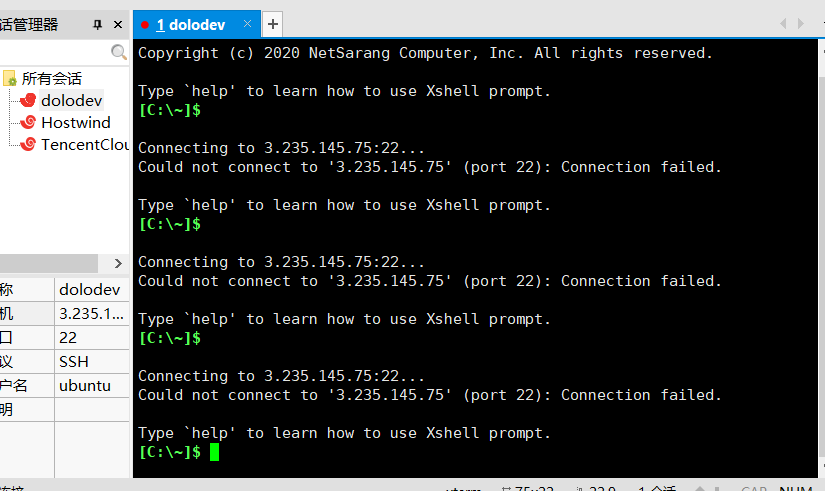 话管理器
1 dolodev
所有会话
dolodev
Hostwind
TencentClou
称 dolodev
机 3.235.1...
口 22
议 SSH
户名 ubuntu
明
Copyright (c) 2020 NetSarang Computer, Inc. All rights reserved.
Type `help' to learn how to use Xshell prompt.
[C:\~]$
Connecting to 3.235.145.75:22...
Could not connect to '3.235.145.75' (port 22): Connection failed.
Type `help' to learn how to use Xshell prompt.
[C:\~]$
Connecting to 3.235.145.75:22...
Could not connect to '3.235.145.75' (port 22): Connection failed.
Type `help' to learn how to use Xshell prompt.
[C:\~]$
Connecting to 3.235.145.75:22...
Could not connect to '3.235.145.75' (port 22): Connection failed.
Type `help' to learn how to use Xshell prompt.
[C:\~]$